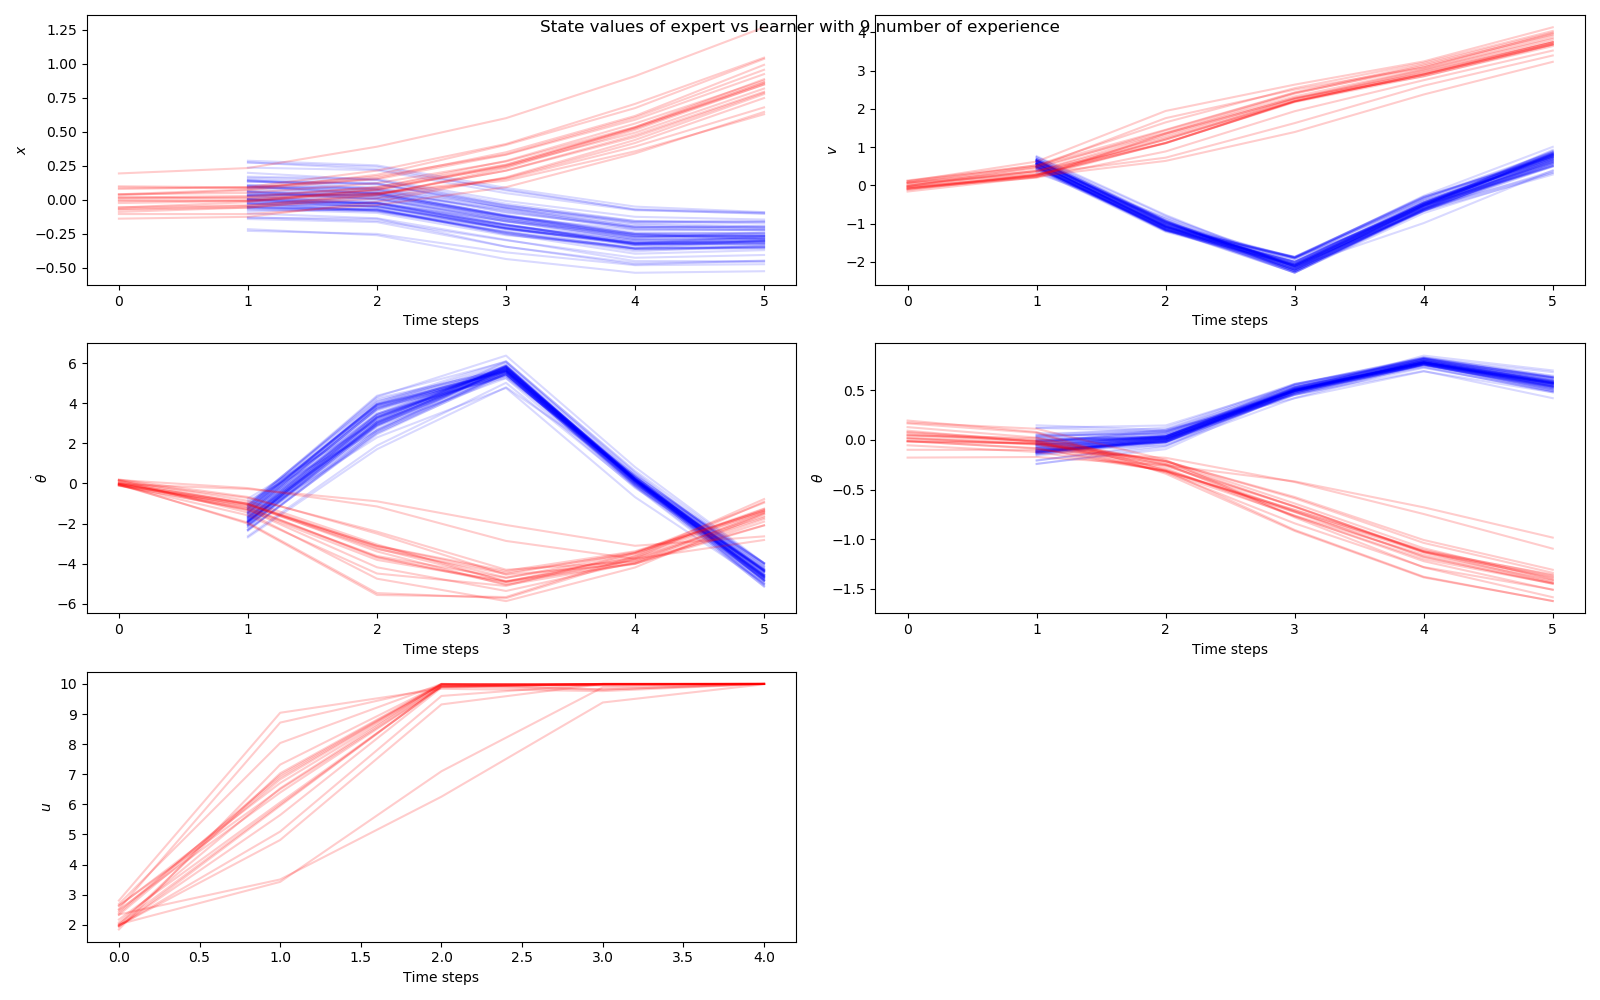 State values of expert vs learner with 9 number of experience
1.25
1.00
0.75
0.50
0.25
0.00
−0.25
−0.50
x
0 1 2 3 4 5
Time steps
4
3
2
1
0
−1
−2
v
0 1 2 3 4 5
Time steps
6
4
2
0
−2
−4
−6
θ̇
0 1 2 3 4 5
Time steps
0.5
0.0
−0.5
−1.0
−1.5
θ
0 1 2 3 4 5
Time steps
10
9
8
7
6
5
4
3
2
u
0.0 0.5 1.0 1.5 2.0 2.5 3.0 3.5 4.0
Time steps